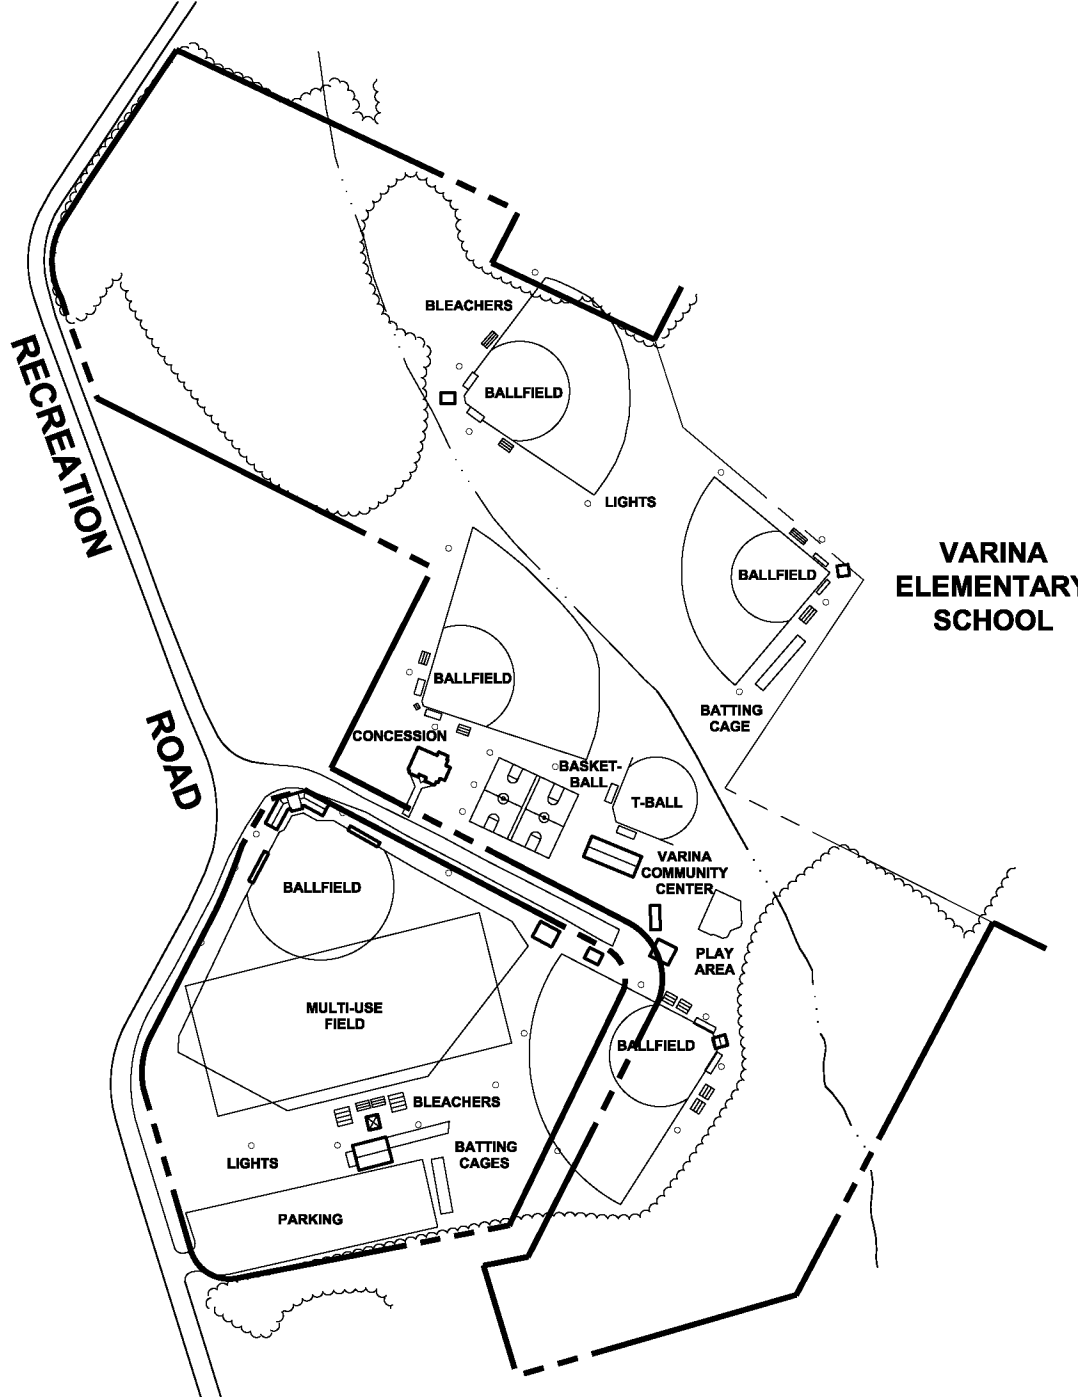 BLEACHERS
RECREATION
BALLFIELD
LIGHTS
VARINA
ELEMENTARY
SCHOOL
BALLFIELD
BALLFIELD
BATTING
CAGE
ROAD
CONCESSION
BASKET-
BALL
T-BALL
VARINA
COMMUNITY
CENTER
BALLFIELD
PLAY
AREA
MULTI-USE
FIELD
BALLFIELD
BLEACHERS
BATTING
CAGES
LIGHTS
PARKING